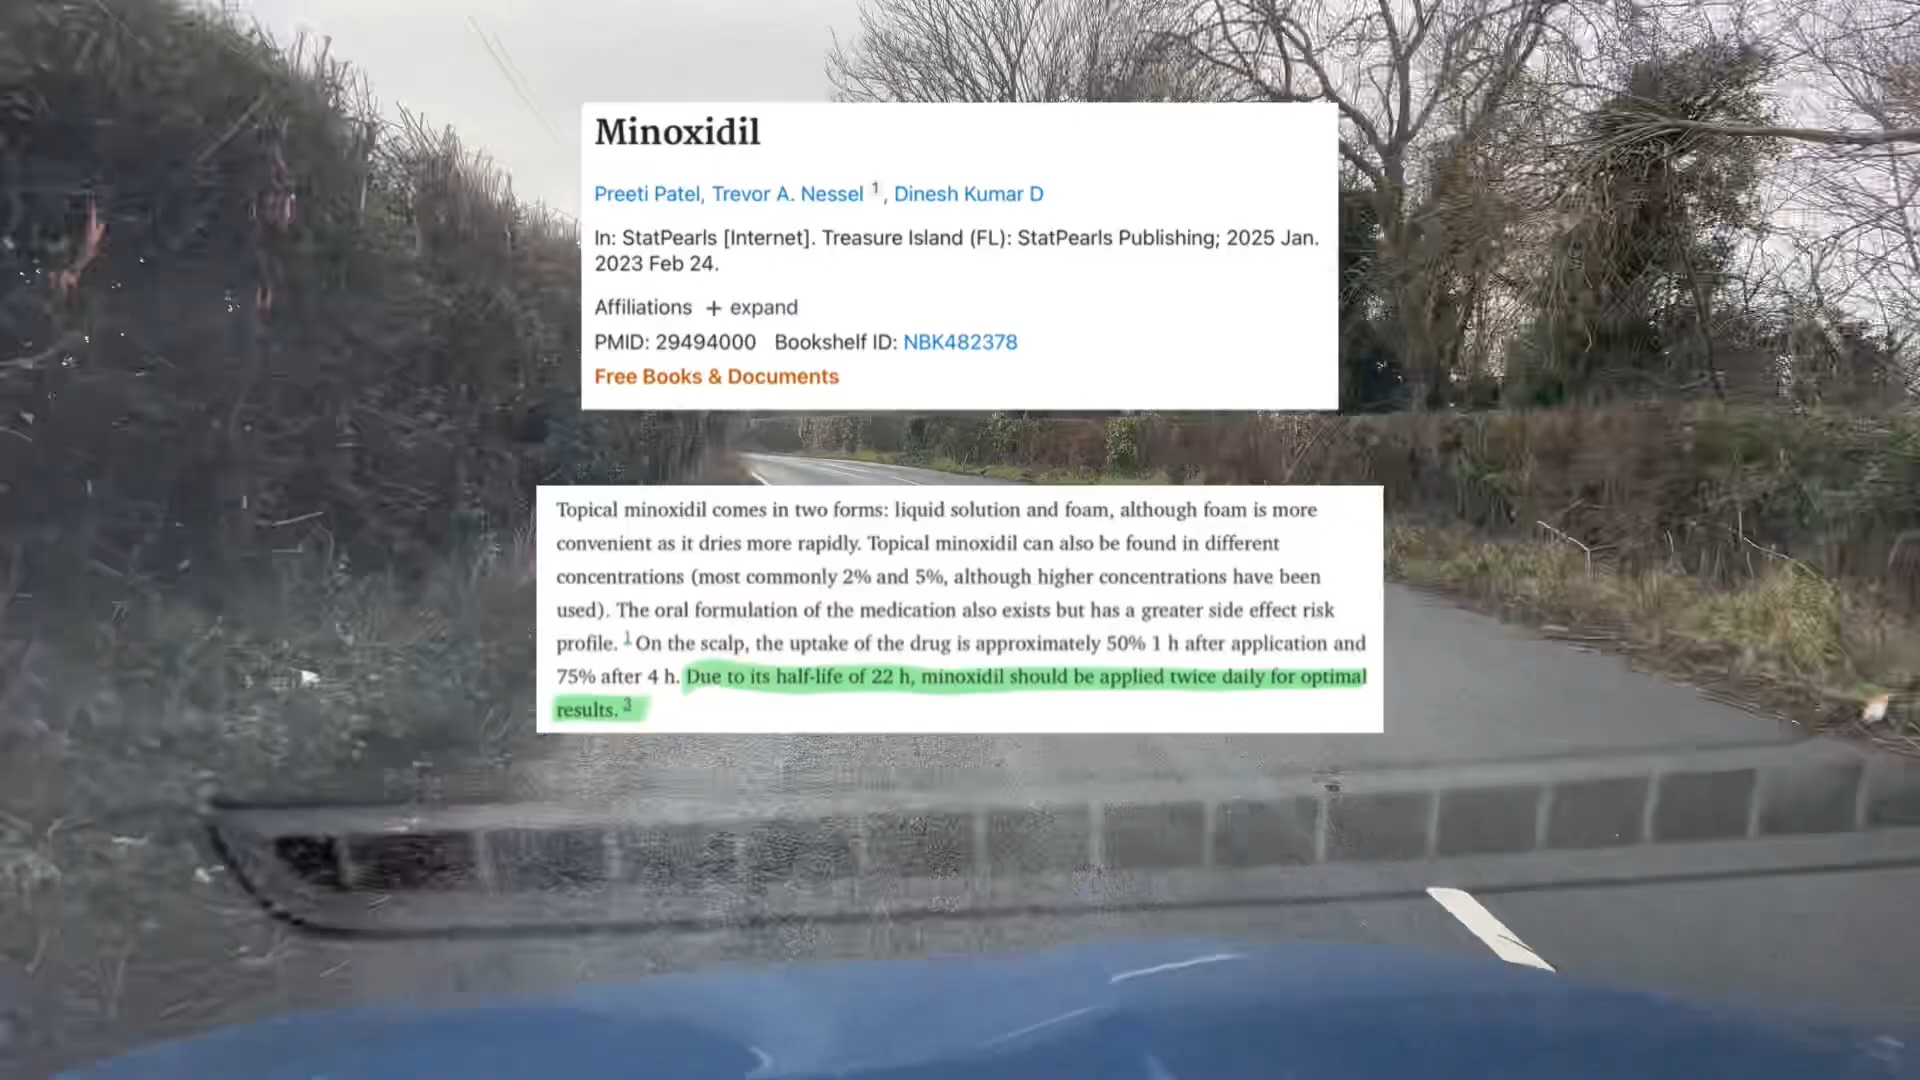 Minoxidil
Preeti Patel, Trevor A. Nessel 1, Dinesh Kumar D
In: StatPearls [Internet]. Treasure Island (FL): StatPearls Publishing; 2025 Jan.
2023 Feb 24.
Affiliations + expand
PMID: 29494000 Bookshelf ID: NBK482378
Free Books & Documents
Topical minoxidil comes in two forms: liquid solution and foam, although foam is more
convenient as it dries more rapidly. Topical minoxidil can also be found in different
concentrations (most commonly 2% and 5%, although higher concentrations have been
used). The oral formulation of the medication also exists but has a greater side effect risk
profile. 1 On the scalp, the uptake of the drug is approximately 50% 1 h after application and
75% after 4 h. Due to its half-life of 22 h, minoxidil should be applied twice daily for optimal
results. 3